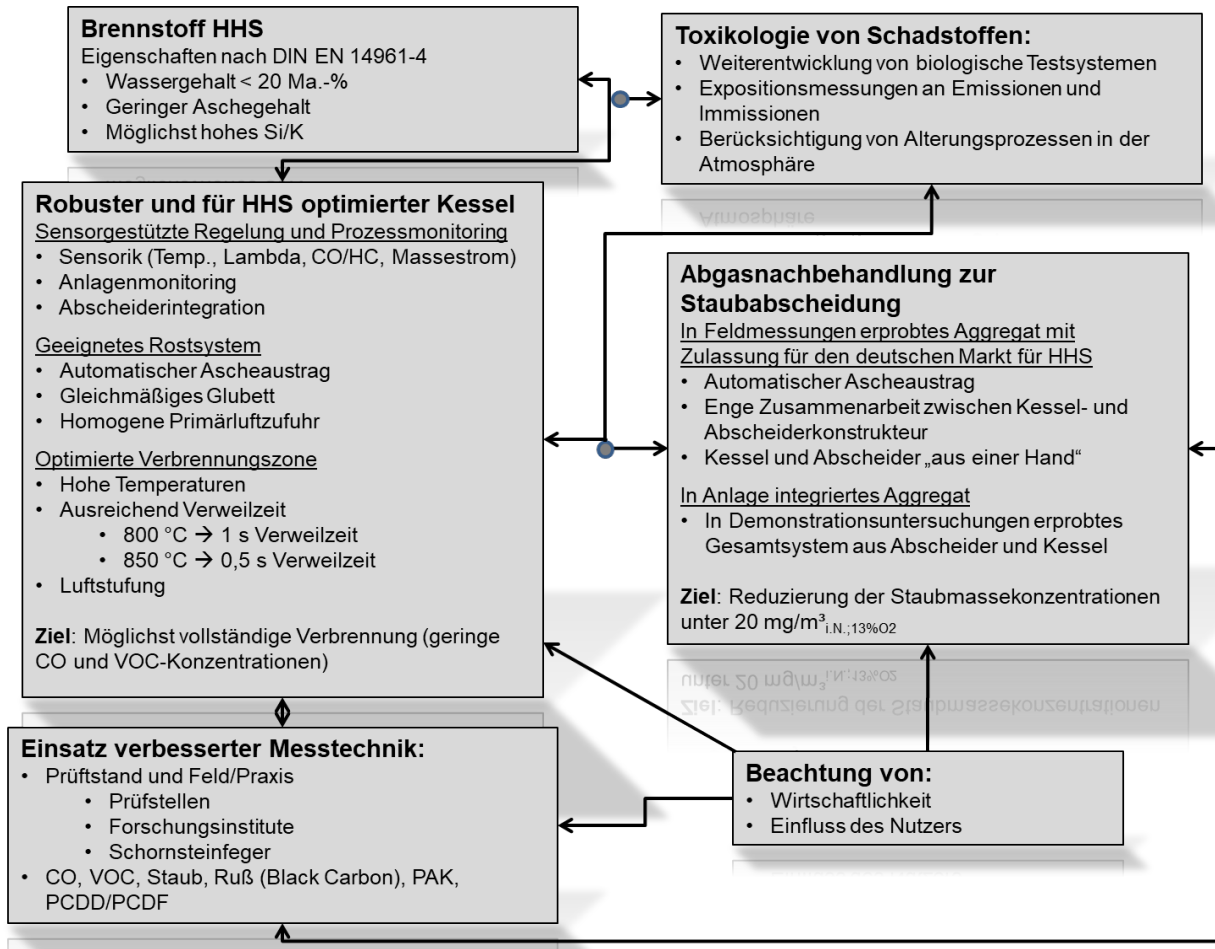 Brennstoff HHS
Eigenschaften nach DIN EN 14961-4
• Wassergehalt < 20 Ma.-%
• Geringer Aschegehalt
• Möglichst hohes Si/K
Toxikologie von Schadstoffen:
• Weiterentwicklung von biologische Testsystemen
• Expositionsmessungen an Emissionen und
Immissionen
• Berücksichtigung von Alterungsprozessen in der
Atmosphäre
Robuster und für HHS optimierter Kessel
Sensorgestützte Regelung und Prozessmonitoring
• Sensorik (Temp., Lambda, CO/HC, Massestrom)
• Anlagenmonitoring
• Abscheiderintegration
Geeignetes Rostsystem
• Automatischer Ascheaustrag
• Gleichmäßiges Glubett
• Homogene Primärluftzufuhr
Optimierte Verbrennungszone
• Hohe Temperaturen
• Ausreichend Verweilzeit
• 800 °C → 1 s Verweilzeit
• 850 °C → 0,5 s Verweilzeit
• Luftstufung
Ziel: Möglichst vollständige Verbrennung (geringe
CO und VOC-Konzentrationen)
Abgasnachbehandlung zur
Staubabscheidung
In Feldmessungen erprobtes Aggregat mit
Zulassung für den deutschen Markt für HHS
• Automatischer Ascheaustrag
• Enge Zusammenarbeit zwischen Kessel- und
Abscheiderkonstrukteur
• Kessel und Abscheider „aus einer Hand“
In Anlage integriertes Aggregat
• In Demonstrationsuntersuchungen erprobtes
Gesamtsystem aus Abscheider und Kessel
Ziel: Reduzierung der Staubmassekonzentrationen
unter 20 mg/m³i.N.;13%O2
Einsatz verbesserter Messtechnik:
• Prüftstand und Feld/Praxis
• Prüfstellen
• Forschungsinstitute
• Schornsteinfeger
• CO, VOC, Staub, Ruß (Black Carbon), PAK,
PCDD/PCDF
Beachtung von:
• Wirtschaftlichkeit
• Einfluss des Nutzers